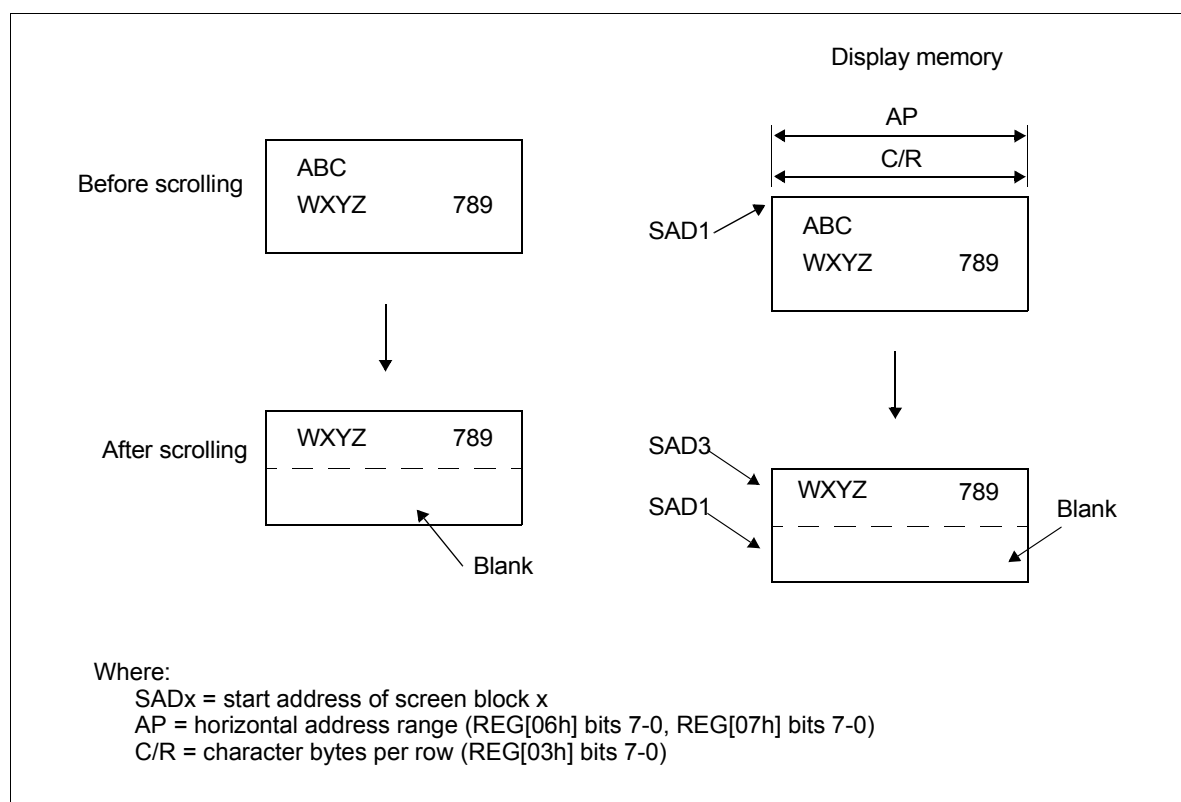 Display memory
AP
C/R
Before scrolling
ABC
WXYZ 789
SAD1
ABC
WXYZ 789
After scrolling
WXYZ 789
Blank
SAD3
SAD1
WXYZ 789
Blank
Where:
SADx = start address of screen block x
AP = horizontal address range (REG[06h] bits 7-0, REG[07h] bits 7-0)
C/R = character bytes per row (REG[03h] bits 7-0)